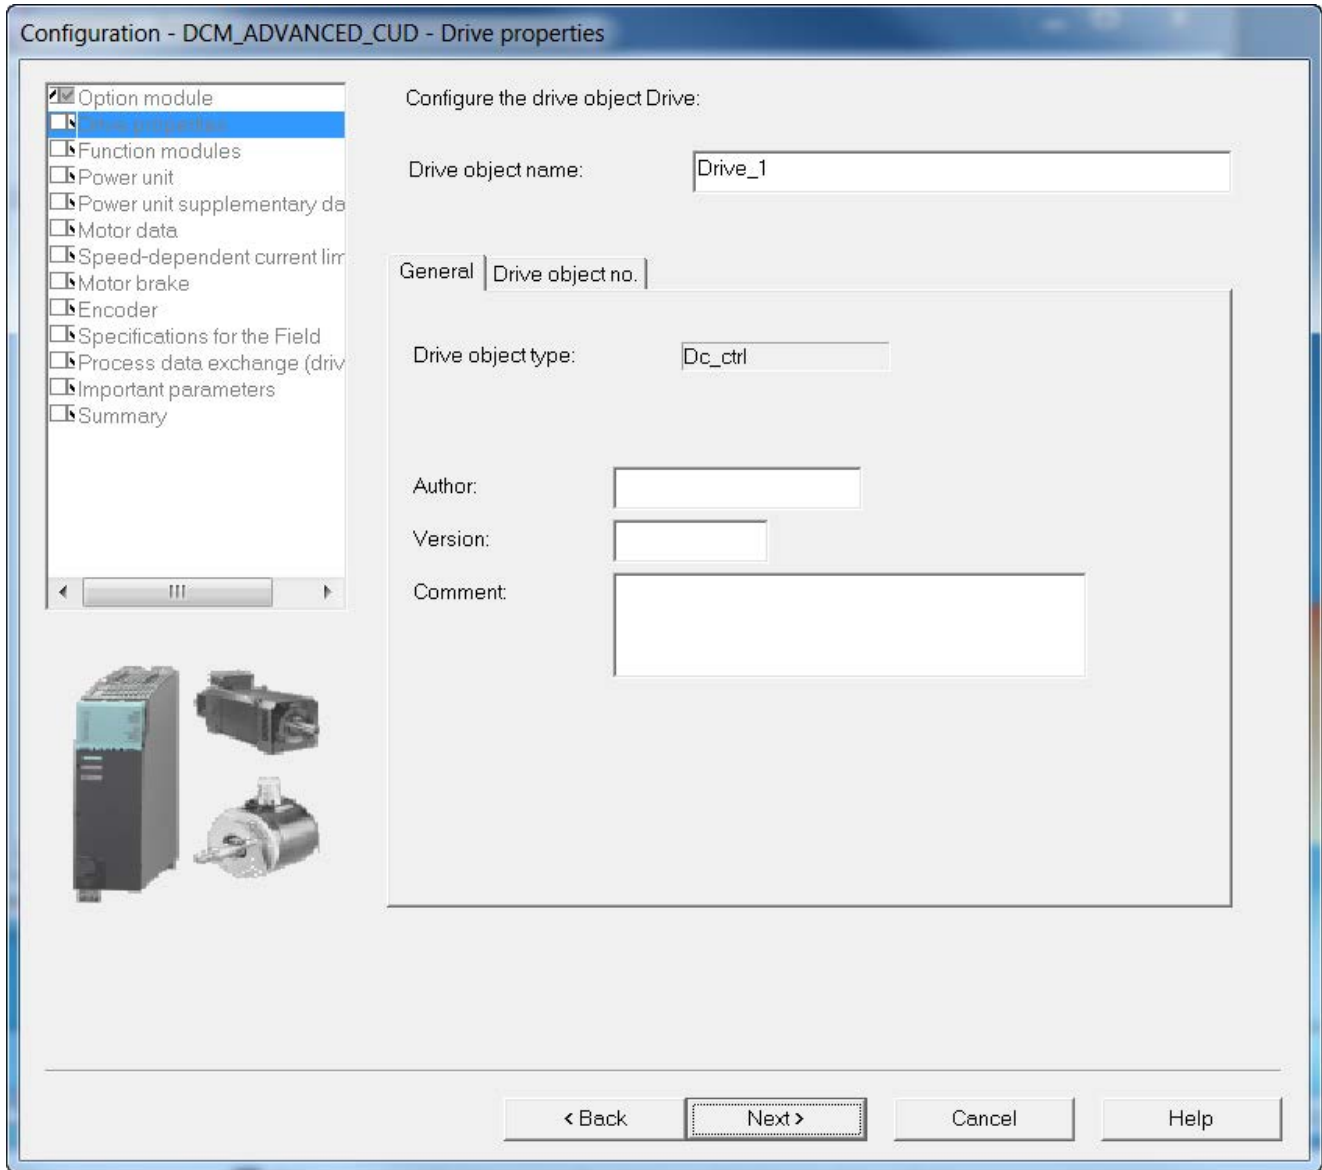 Configuration - DCM_ADVANCED_CUD - Drive properties
Option module
Drive properties
Function modules
Power unit
Power unit supplementary da
Motor data
Speed-dependent current lim
Motor brake
Encoder
Specifications for the Field
Process data exchange (driv
Important parameters
Summary
Configure the drive object Drive:
Drive object name:
Drive_1
General
Drive object no.
Drive object type:
Dc_ctrl
Author:
Version:
Comment:
< Back
Next >
Cancel
Help